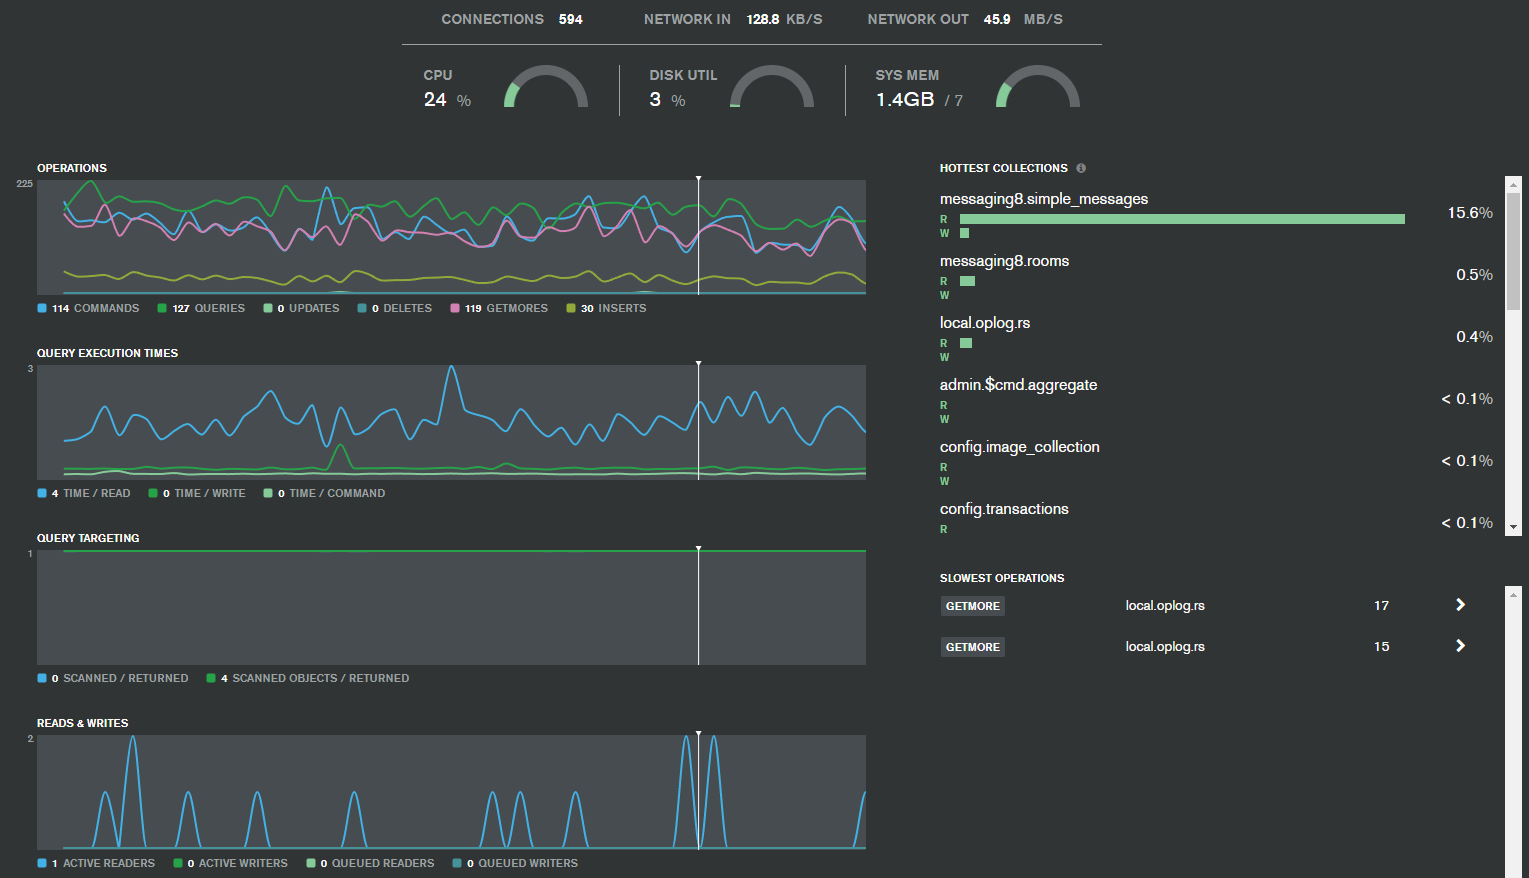 CONNECTIONS 594 NETWORK IN 128.8 KB/S NETWORK OUT 45.9 MB/S
CPU DISK UTIL SYS MEM
24 % 3 % 1.4GB / 7
OPERATIONS
225
114 COMMANDS 127 QUERIES 0 UPDATES 0 DELETES 119 GETMORES 30 INSERTS
QUERY EXECUTION TIMES
3
4 TIME / READ 0 TIME / WRITE 0 TIME / COMMAND
QUERY TARGETING
1
0 SCANNED / RETURNED 4 SCANNED OBJECTS / RETURNED
READS & WRITES
2
1 ACTIVE READERS 0 ACTIVE WRITERS 0 QUEUED READERS 0 QUEUED WRITERS
HOTTEST COLLECTIONS
messaging8.simple_messages
R 15.6%
W
messaging8.rooms
R 0.5%
W
local.oplog.rs
R 0.4%
W
admin.$cmd.aggregate
R < 0.1%
W
config.image_collection
R < 0.1%
W
config.transactions
R < 0.1%
SLOWEST OPERATIONS
GETMORE local.oplog.rs 17
GETMORE local.oplog.rs 15